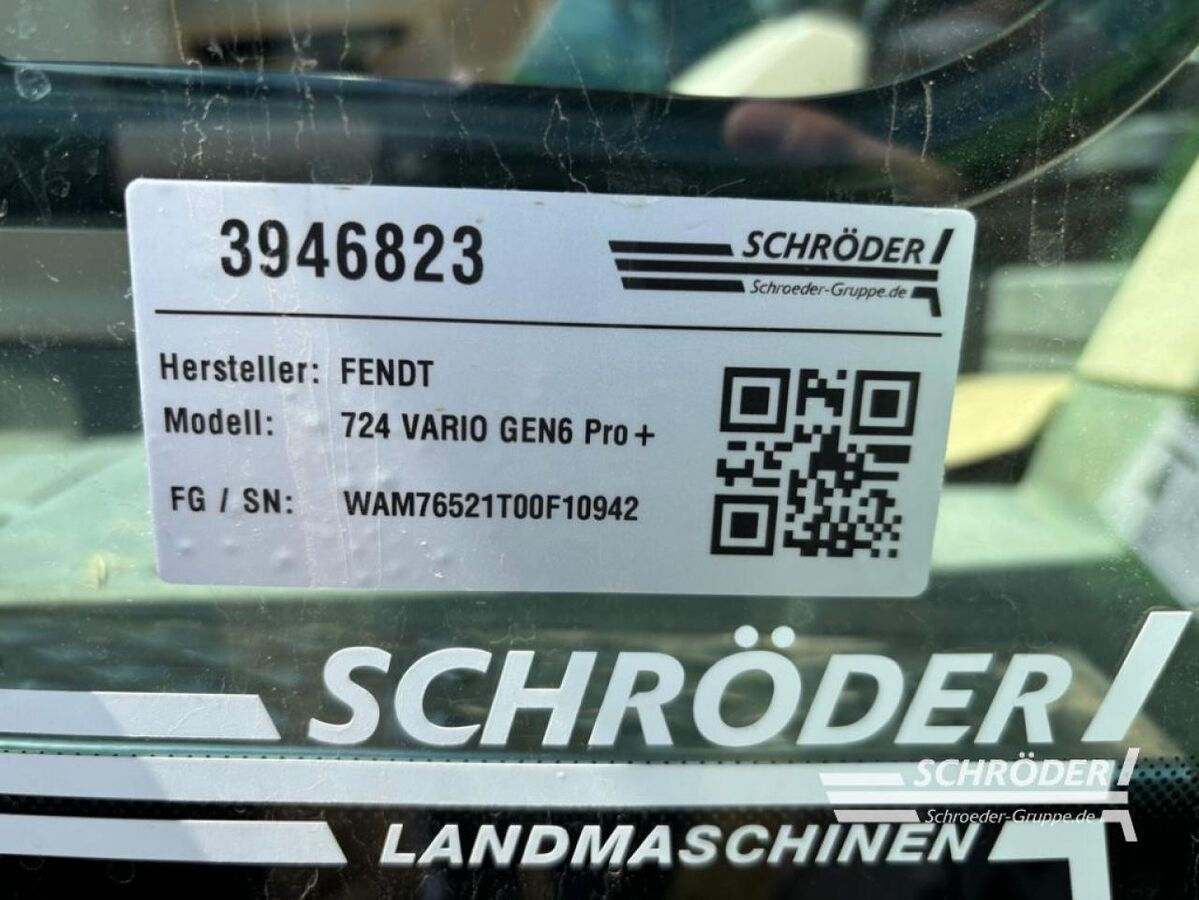 3946823
SCHRÖDER
Schroeder-Gruppe.de
Hersteller: FENDT
Modell: 724 VARIO GEN6 Pro+
FG / SN: WAM76521T00F10942
SCHRÖDER
LANDMASCHINEN
SCHRÖDER
Schroeder-Gruppe.de